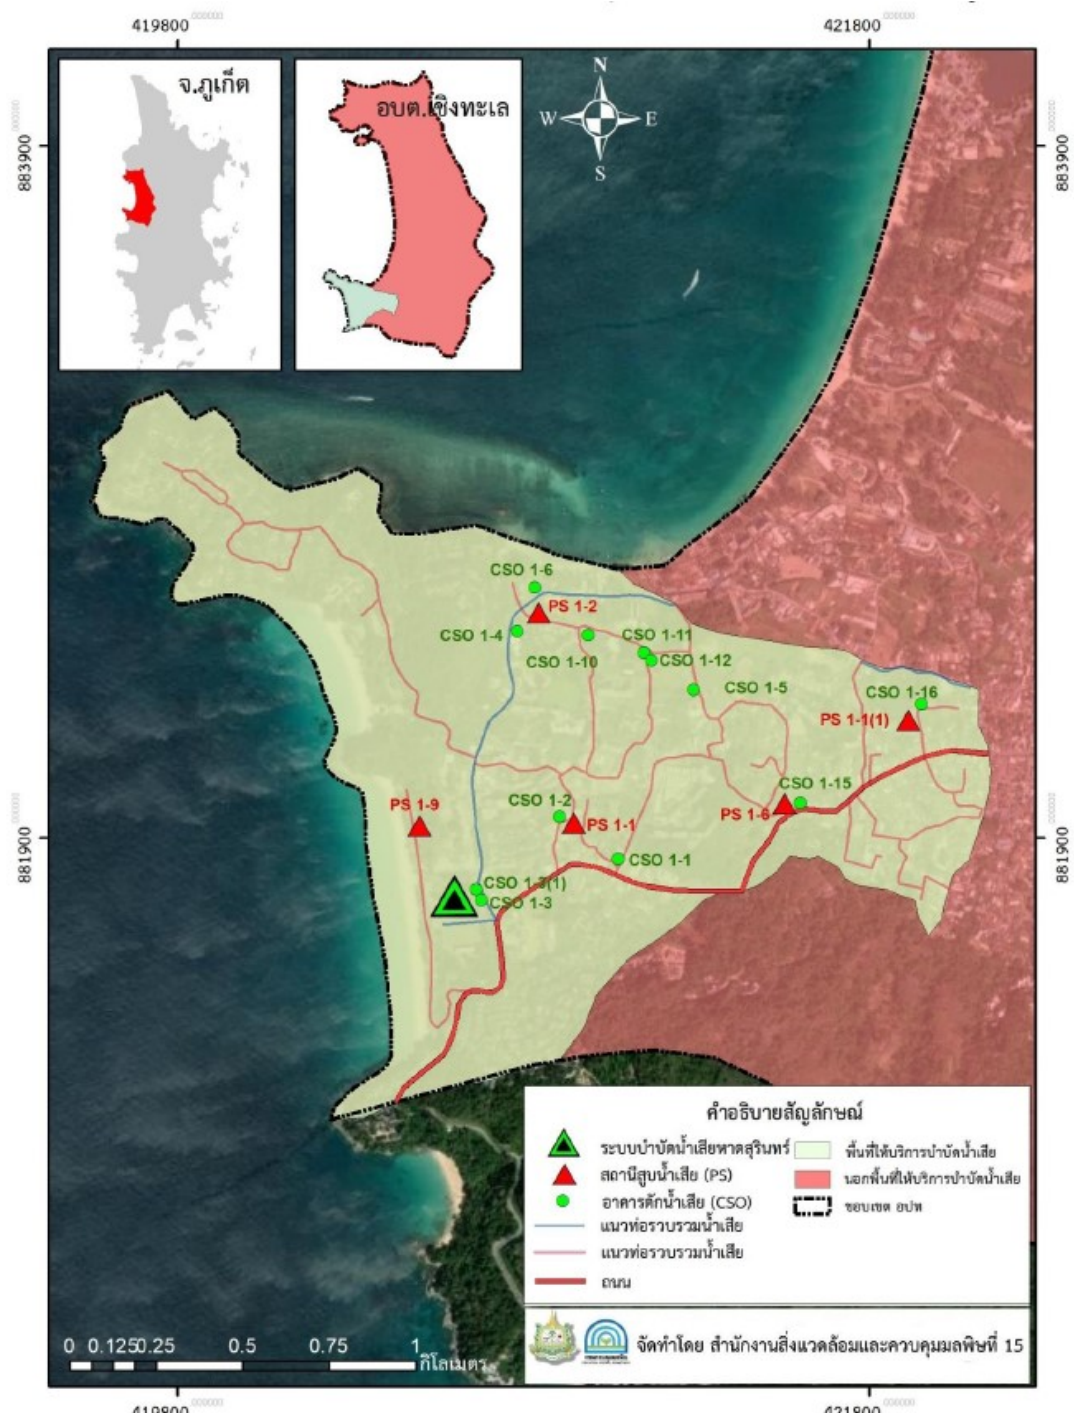 419800
421800
883900
883900
จ.ภูเก็ต
อบต.เชิงทะเล
N
W
E
S
CSO 1-6
PS 1-2
CSO 1-4
CSO 1-11
CSO 1-10
CSO 1-12
CSO 1-5
CSO 1-16
PS 1-1(1)
CSO 1-15
PS 1-9
CSO 1-2
PS 1-6
PS 1-1
881900
881900
CSO 1-1
CSO 1-3(1)
CSO 1-3
คำอธิบายสัญลักษณ์
ระบบบำบัดน้ำเสียหาดสุรินทร์
พื้นที่ให้บริการบำบัดน้ำเสีย
สถานีสูบน้ำเสีย (PS)
นอกพื้นที่ให้บริการบำบัดน้ำเสีย
อาคารดักน้ำเสีย (CSO)
ขอบเขต อปท
แนวท่อรวบรวมน้ำเสีย
แนวท่อรวบรวมน้ำเสีย
ถนน
0 0.125 0.25 0.5 0.75 1
กิโลเมตร
จัดทำโดย สำนักงานสิ่งแวดล้อมและควบคุมมลพิษที่ 15
419800
421800